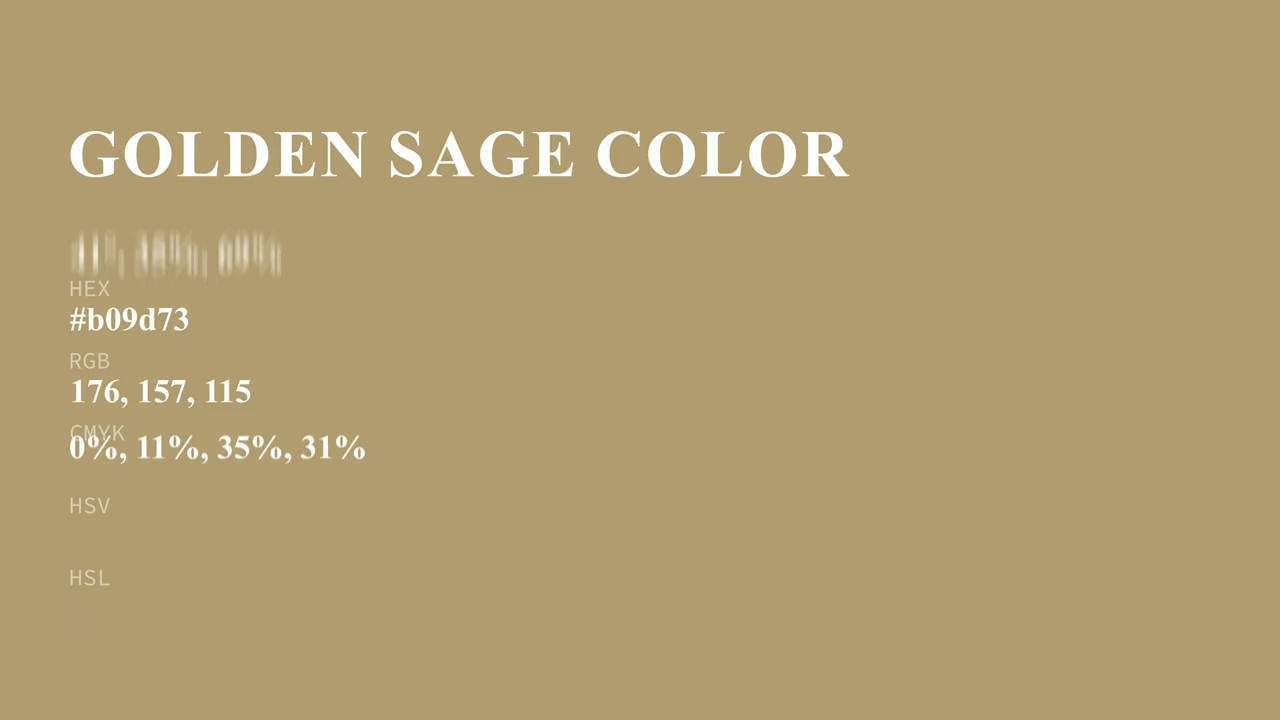 GOLDEN SAGE COLOR
HEX
#b09d73
RGB
176, 157, 115
CMYK
0%, 11%, 35%, 31%
HSV
HSL